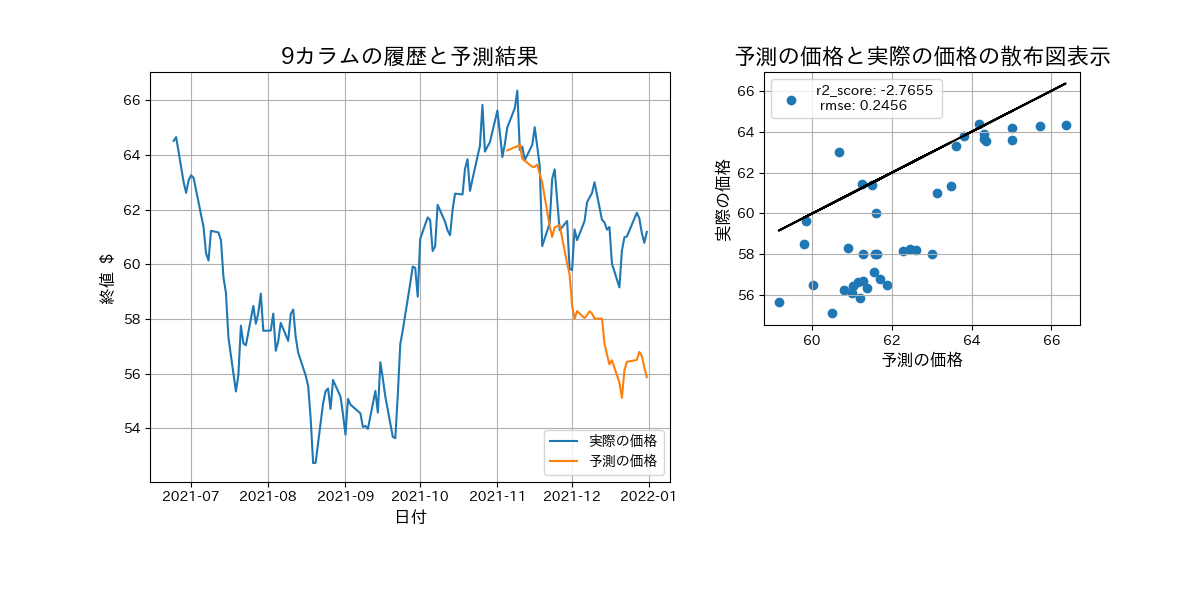 9カラムの履歴と予測結果
66
64
62
60
58
56
54
終値 $
2021-07 2021-08 2021-09 2021-10 2021-11 2021-12 2022-01
日付
実際の価格
予測の価格
予測の価格と実際の価格の散布図表示
r2_score: -2.7655
rmse: 0.2456
66
64
62
60
58
56
実際の価格
60 62 64 66
予測の価格